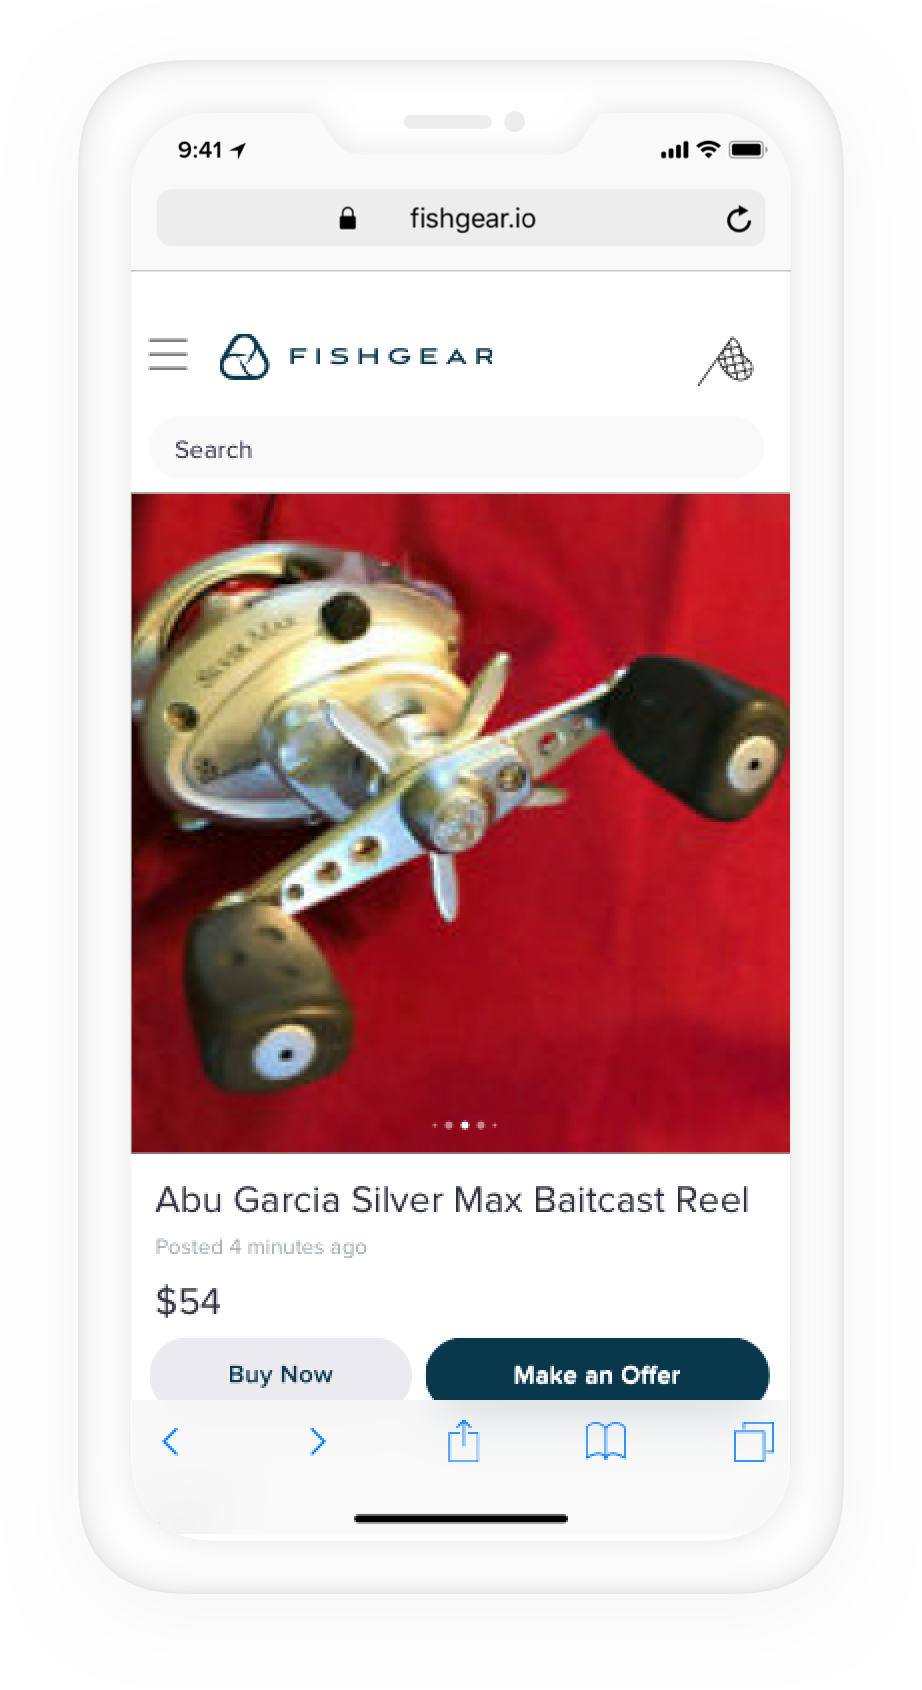 9:41
fishgear.io
FISHGEAR
Search
SILVER MAX
Abu Garcia Silver Max Baitcast Reel
Posted 4 minutes ago
$54
Buy Now
Make an Offer